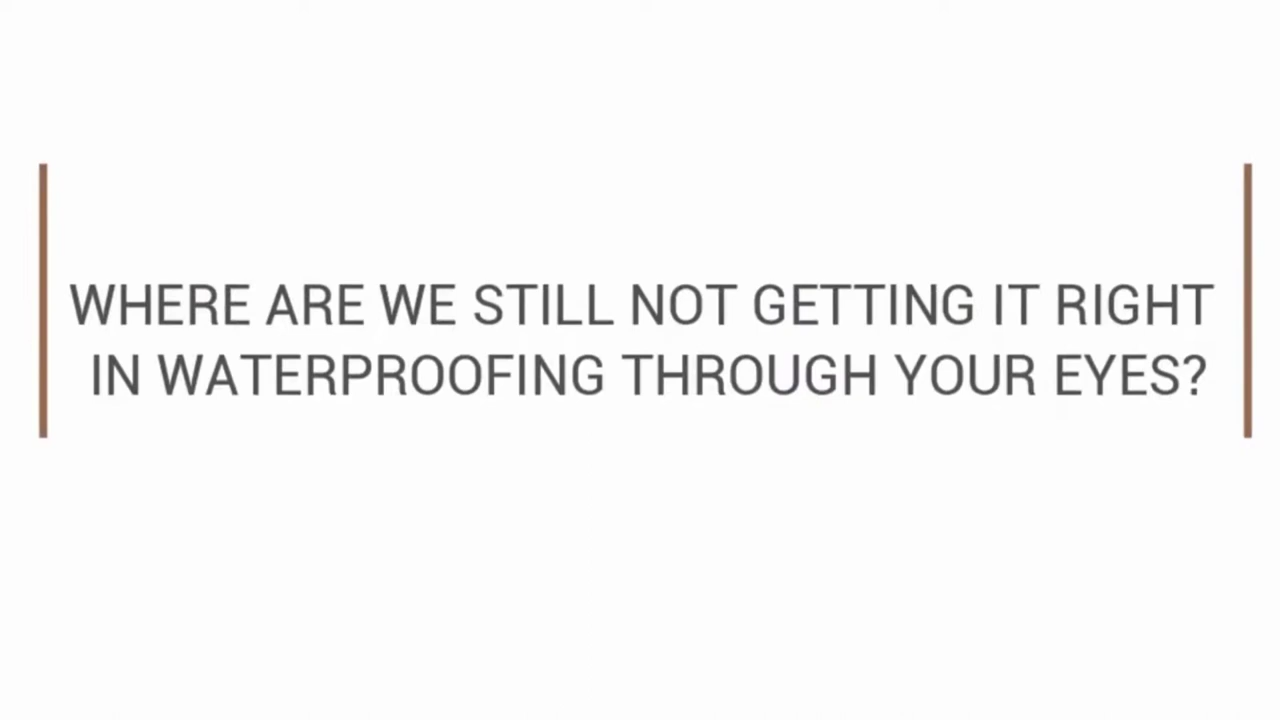 WHERE ARE WE STILL NOT GETTING IT RIGHT
IN WATERPROOFING THROUGH YOUR EYES?